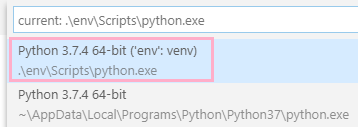 current: .\env\Scripts\python.exe
Python 3.7.4 64-bit ('env': venv)
.\env\Scripts\python.exe
Python 3.7.4 64-bit
~\AppData\Local\Programs\Python\Python37\python.exe